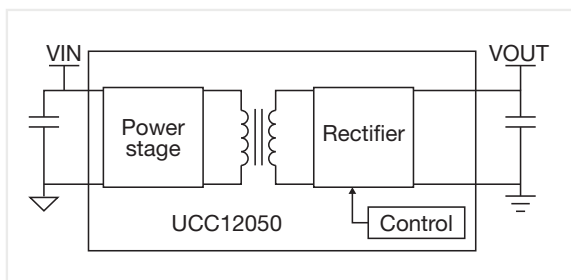 VIN
VOUT
Power
stage
Rectifier
UCC12050
Control